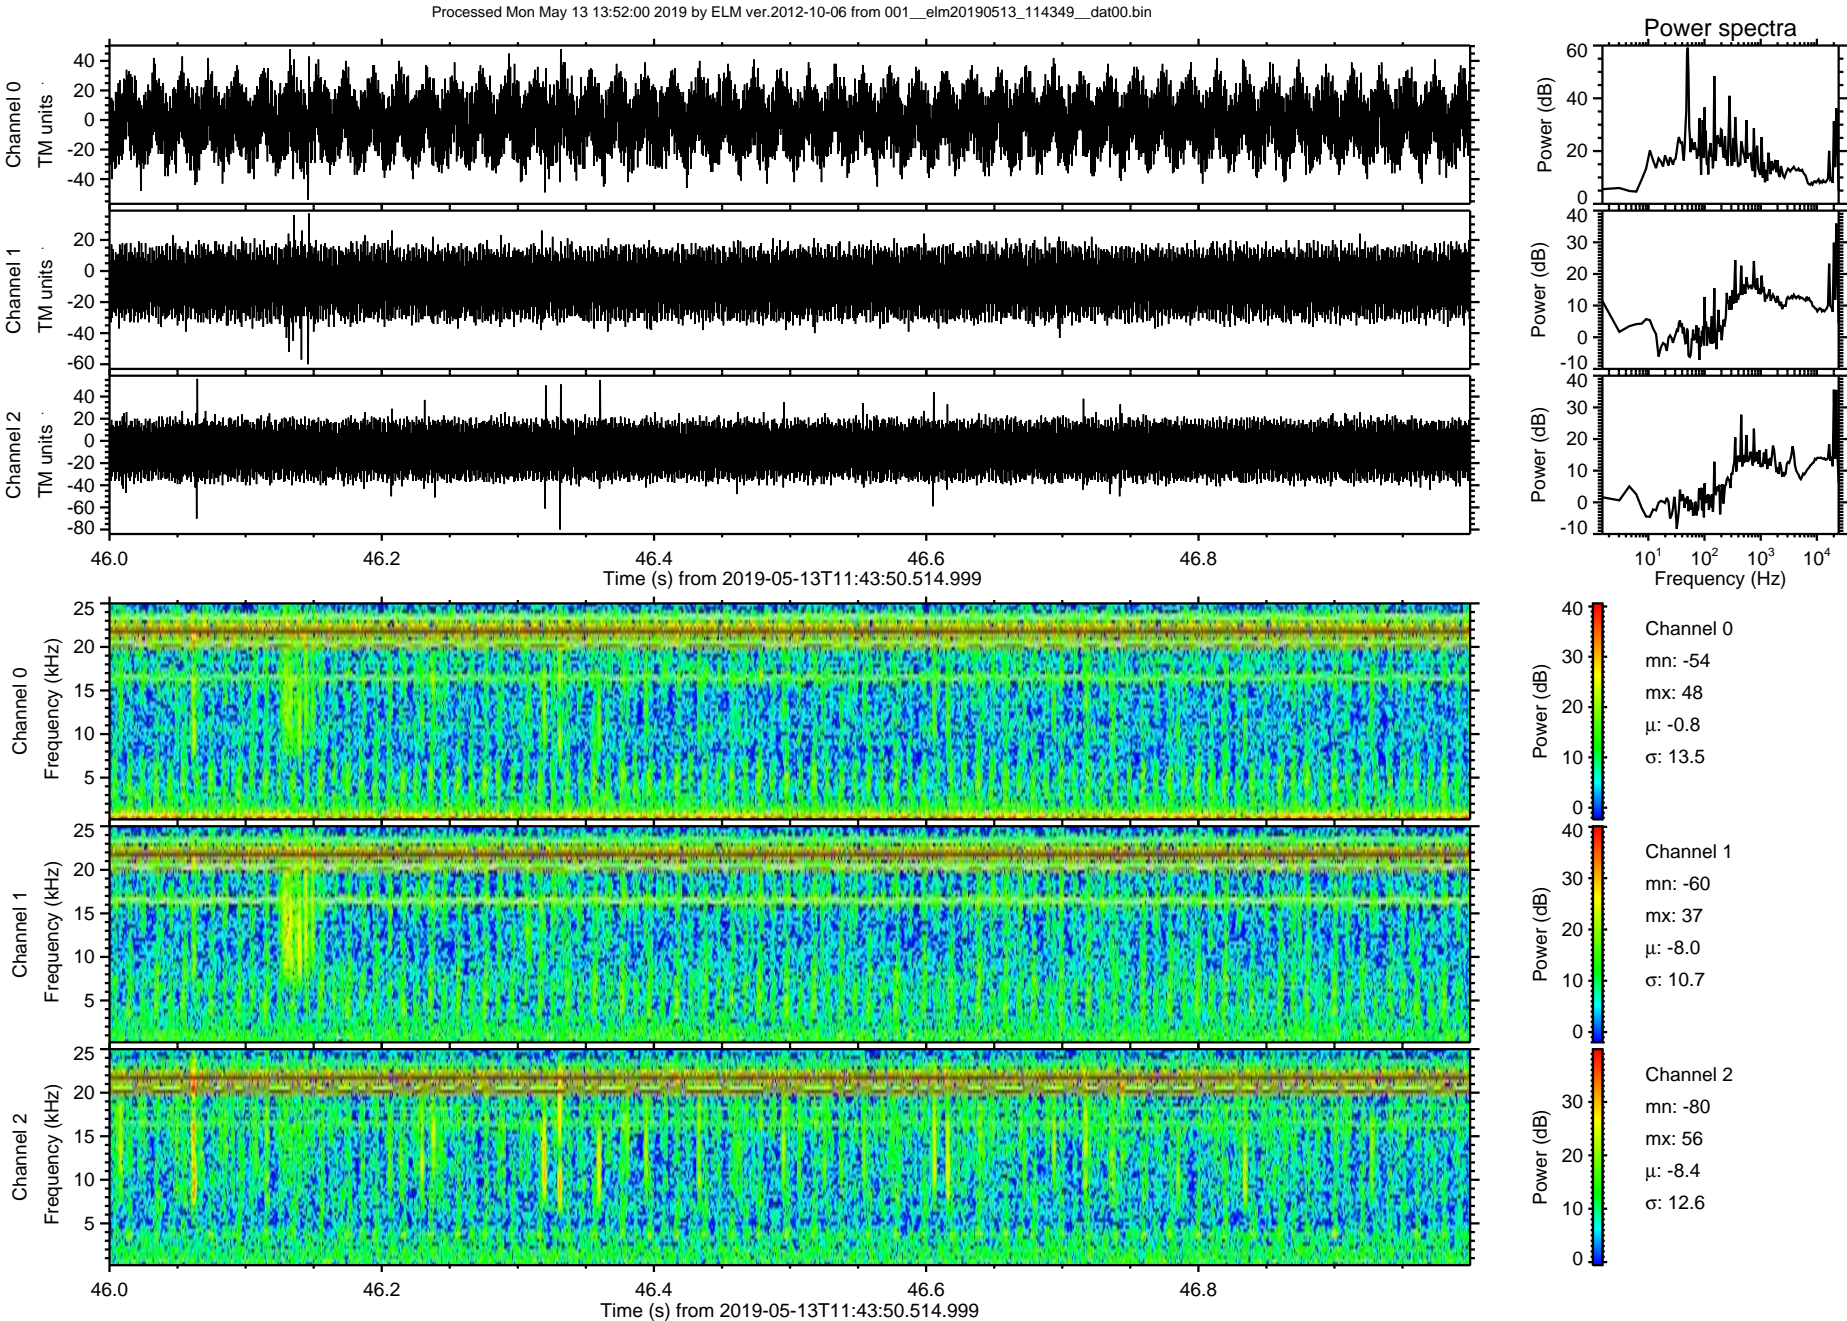 Processed Mon May 13 13:52:00 2019 by ELM ver.2012-10-06 from 001__elm20190513_114349__dat00.bin
Power spectra
Channel 0
TM units
40
20
0
-20
-40
Power (dB)
60
40
20
0
Channel 1
TM units
20
0
-20
-40
-60
Power (dB)
40
30
20
10
0
-10
Channel 2
TM units
40
20
0
-20
-40
-60
-80
Power (dB)
40
30
20
10
0
-10
46.0 46.2 46.4 46.6 46.8
Time (s) from 2019-05-13T11:43:50.514.999
10^1 10^2 10^3 10^4
Frequency (Hz)
Channel 0
Frequency (kHz)
25
20
15
10
5
Power (dB)
40
30
20
10
0
Channel 0
mn: -54
mx: 48
μ: -0.8
σ: 13.5
Channel 1
Frequency (kHz)
25
20
15
10
5
Power (dB)
40
30
20
10
0
Channel 1
mn: -60
mx: 37
μ: -8.0
σ: 10.7
Channel 2
Frequency (kHz)
25
20
15
10
5
Power (dB)
30
20
10
0
Channel 2
mn: -80
mx: 56
μ: -8.4
σ: 12.6
46.0 46.2 46.4 46.6 46.8
Time (s) from 2019-05-13T11:43:50.514.999